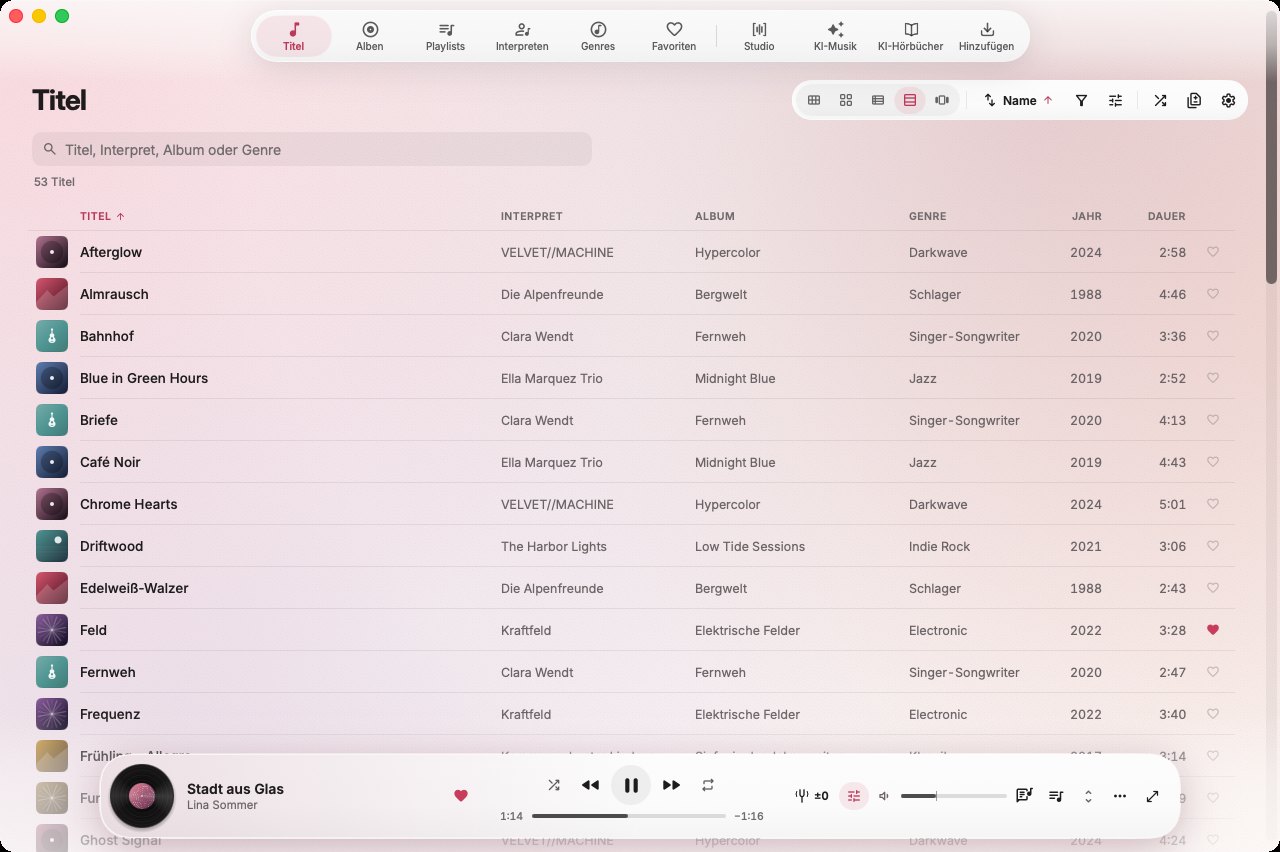 Titel
Alben
Playlists
Interpreten
Genres
Favoriten
Studio
KI-Musik
KI-Hörbücher
Hinzufügen
Titel
Name
Titel, Interpret, Album oder Genre
53 Titel
TITEL INTERPRET ALBUM GENRE JAHR DAUER
Afterglow VELVET//MACHINE Hypercolor Darkwave 2024 2:58
Almrausch Die Alpenfreunde Bergwelt Schlager 1988 4:46
Bahnhof Clara Wendt Fernweh Singer-Songwriter 2020 3:36
Blue in Green Hours Ella Marquez Trio Midnight Blue Jazz 2019 2:52
Briefe Clara Wendt Fernweh Singer-Songwriter 2020 4:13
Café Noir Ella Marquez Trio Midnight Blue Jazz 2019 4:43
Chrome Hearts VELVET//MACHINE Hypercolor Darkwave 2024 5:01
Driftwood The Harbor Lights Low Tide Sessions Indie Rock 2021 3:06
Edelweiß-Walzer Die Alpenfreunde Bergwelt Schlager 1988 2:43
Feld Kraftfeld Elektrische Felder Electronic 2022 3:28
Fernweh Clara Wendt Fernweh Singer-Songwriter 2020 2:47
Frequenz Kraftfeld Elektrische Felder Electronic 2022 3:40
3:14
Stadt aus Glas
Lina Sommer
±0
1:14 −1:16
Ghost Signal VELVET//MACHINE Hypercolor Darkwave 2024 4:24